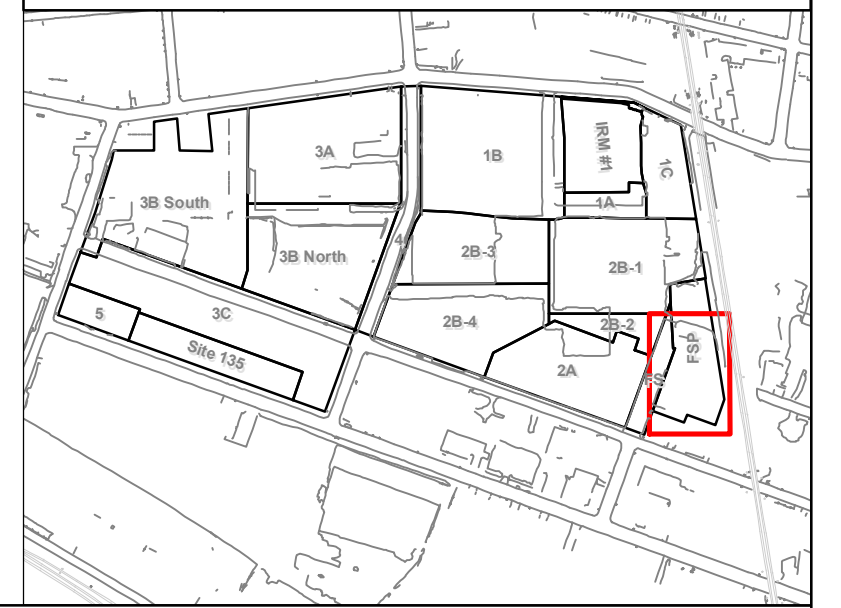 3A
1B
IRM #1
1C
3B South
1A
4
2B-3
3B North
2B-1
5
3C
2B-4
2B-2
Site 135
FSP
2A
FS